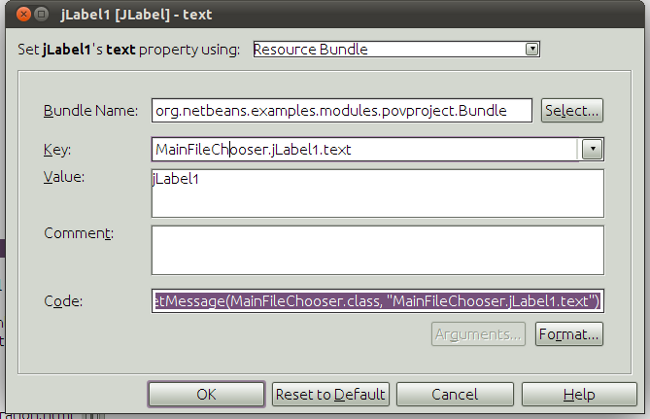 jLabel1 [JLabel] - text
Set jLabel1's text property using: Resource Bundle
Bundle Name: org.netbeans.examples.modules.povproject.Bundle Select...
Key: MainFileChooser.jLabel1.text
Value: jLabel1
Comment:
Code: etMessage(MainFileChooser.class, "MainFileChooser.jLabel1.text")
Arguments... Format...
OK Reset to Default Cancel Help